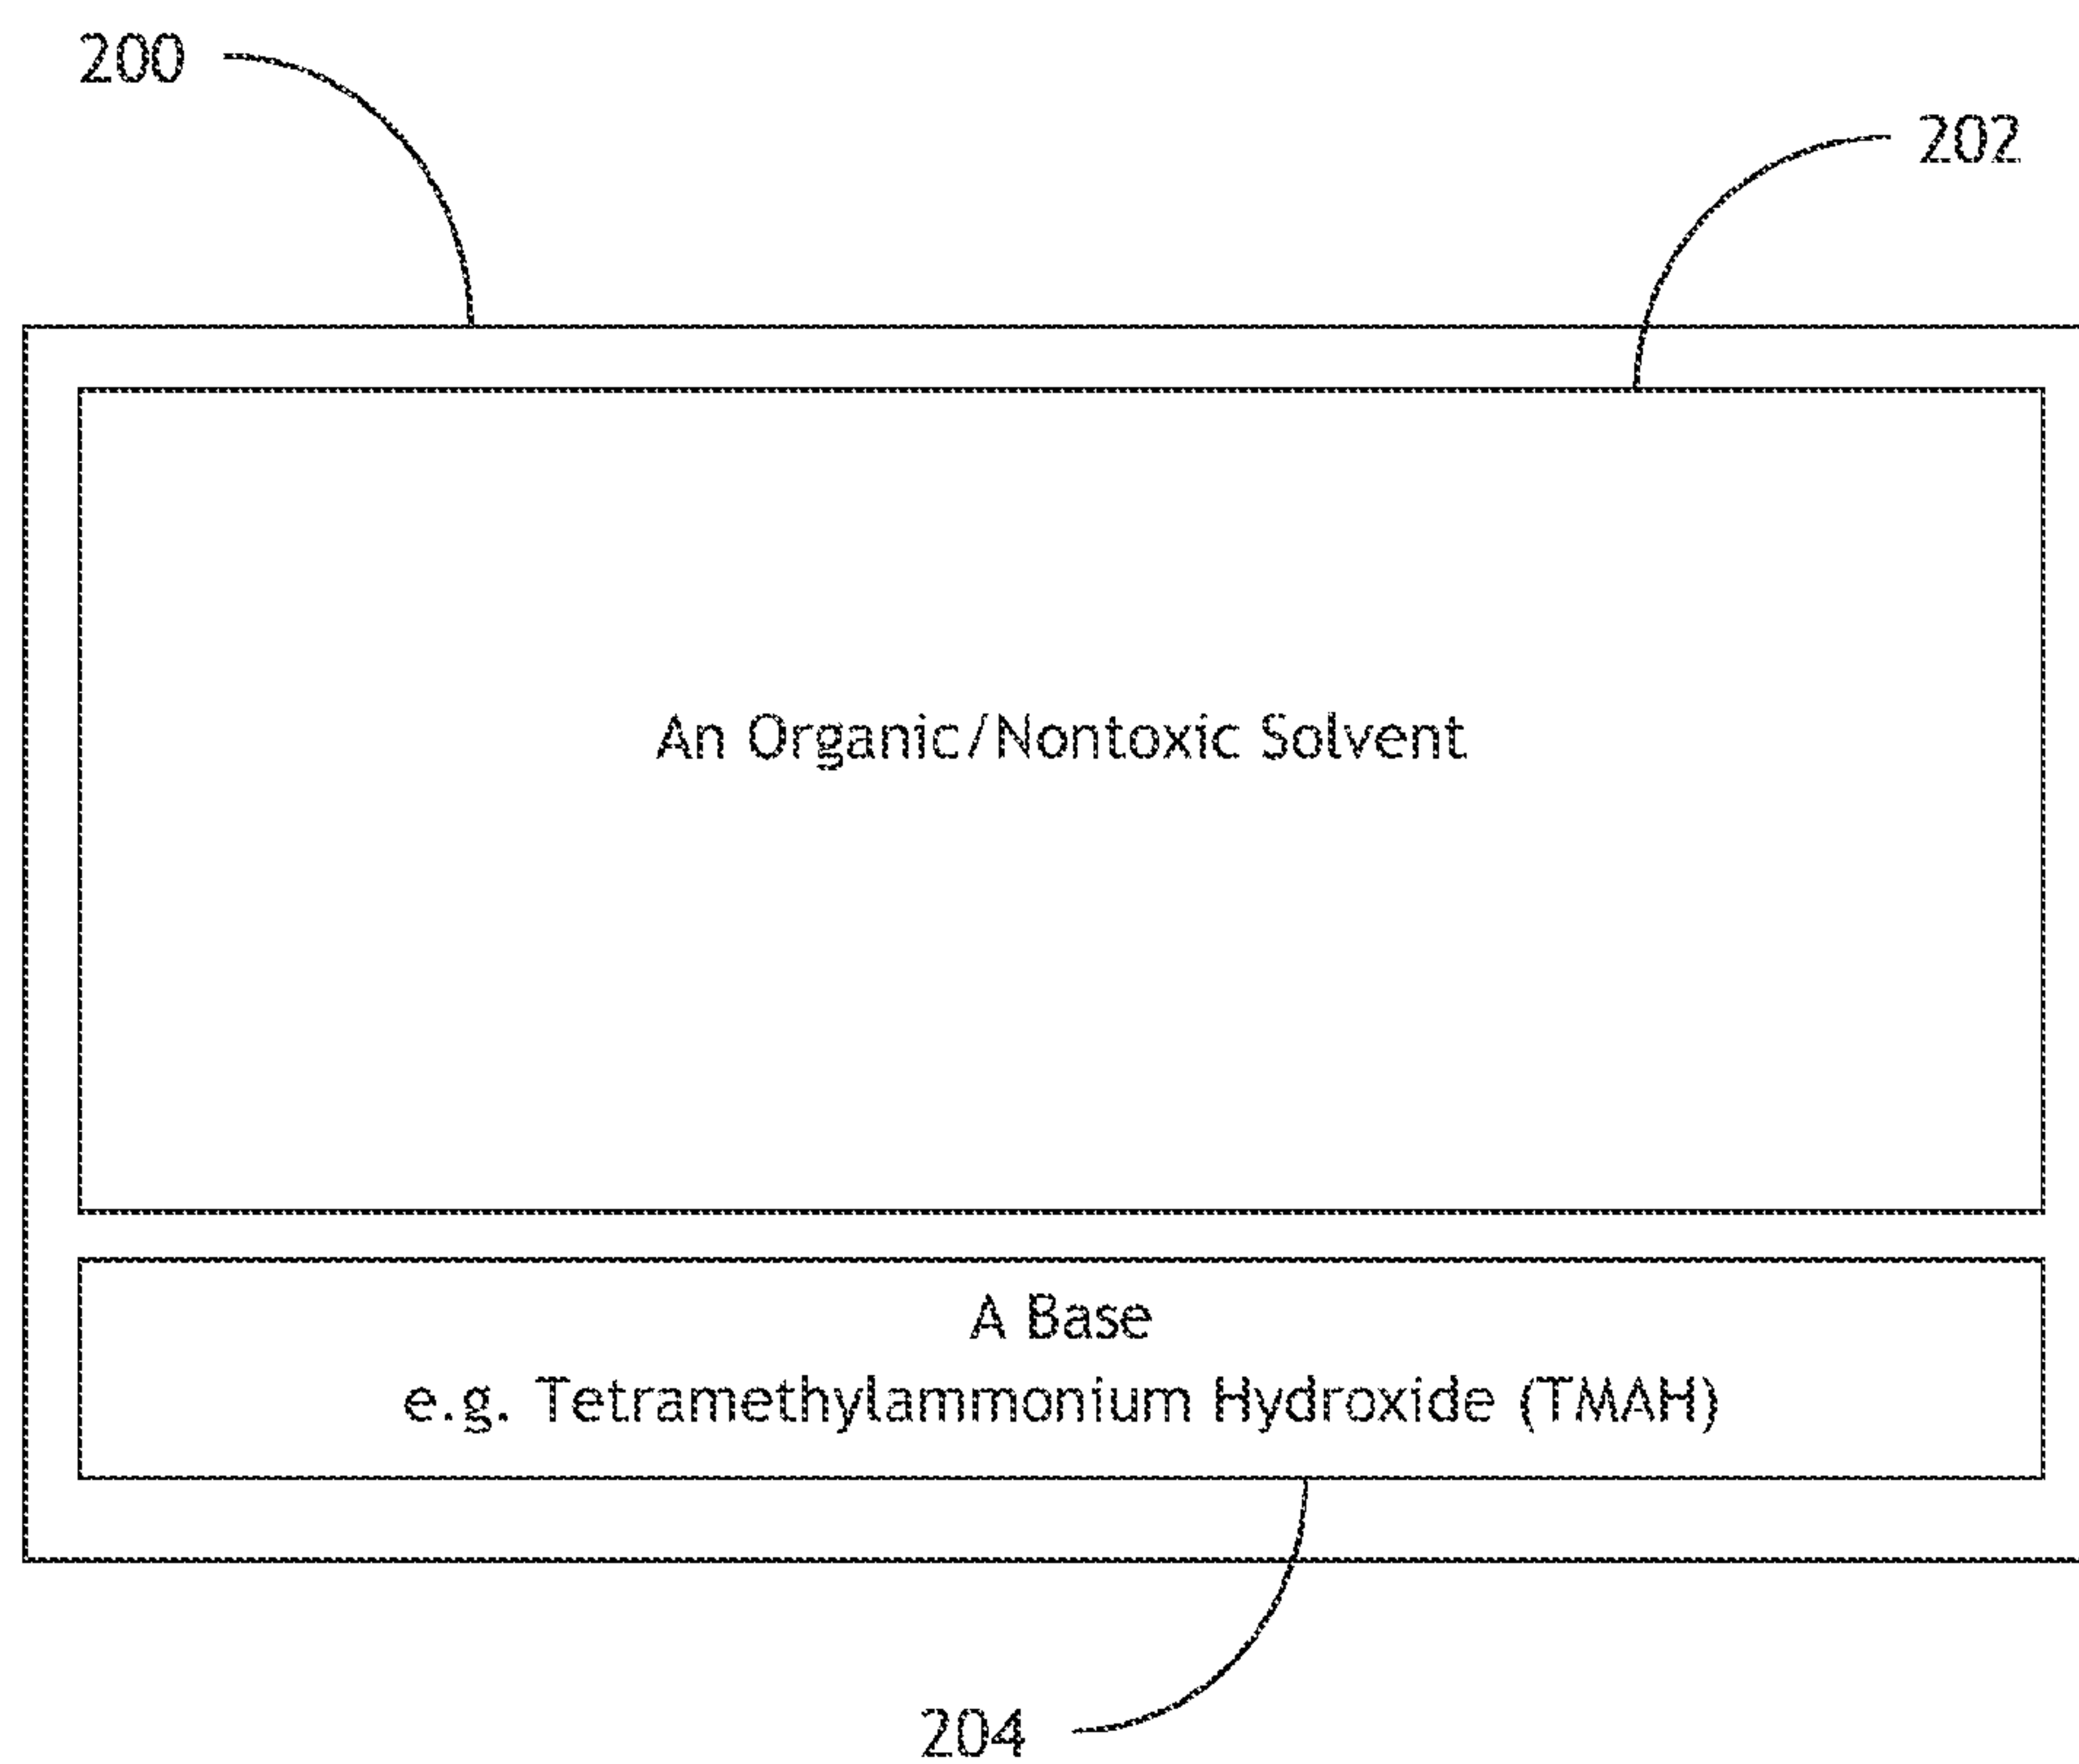 200
202
An Organic/Nontoxic Solvent
A Base
e.g. Tetramethylammonium Hydroxide (TMAH)
204